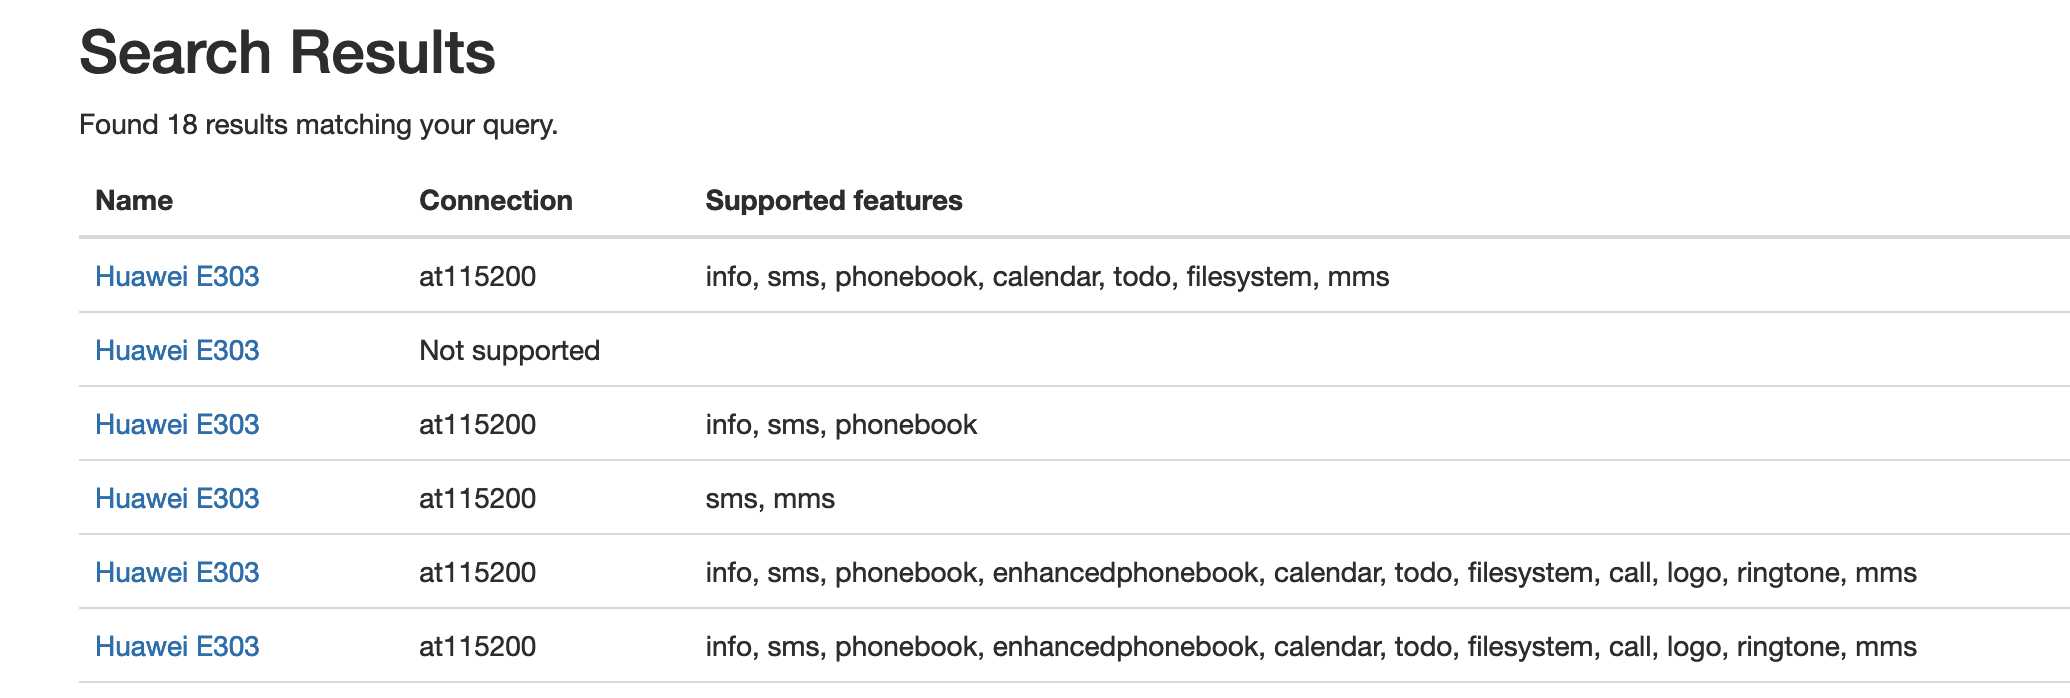 Search Results
Found 18 results matching your query.
Name Connection Supported features
Huawei E303 at115200 info, sms, phonebook, calendar, todo, filesystem, mms
Huawei E303 Not supported
Huawei E303 at115200 info, sms, phonebook
Huawei E303 at115200 sms, mms
Huawei E303 at115200 info, sms, phonebook, enhancedphonebook, calendar, todo, filesystem, call, logo, ringtone, mms
Huawei E303 at115200 info, sms, phonebook, enhancedphonebook, calendar, todo, filesystem, call, logo, ringtone, mms